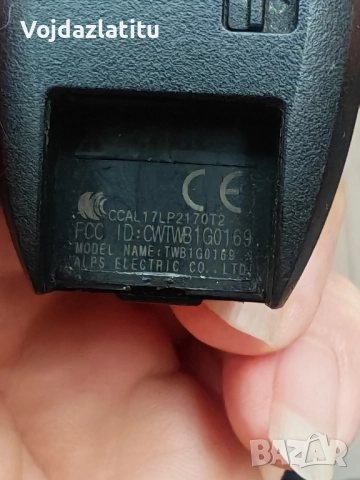 Vojdazlatitu
CE
CCAL17LP2170T2
FCC ID:CWTWB1G0169
MODEL NAME:TWB1G0169
ALPS ELECTRIC CO., LTD
BAZAR